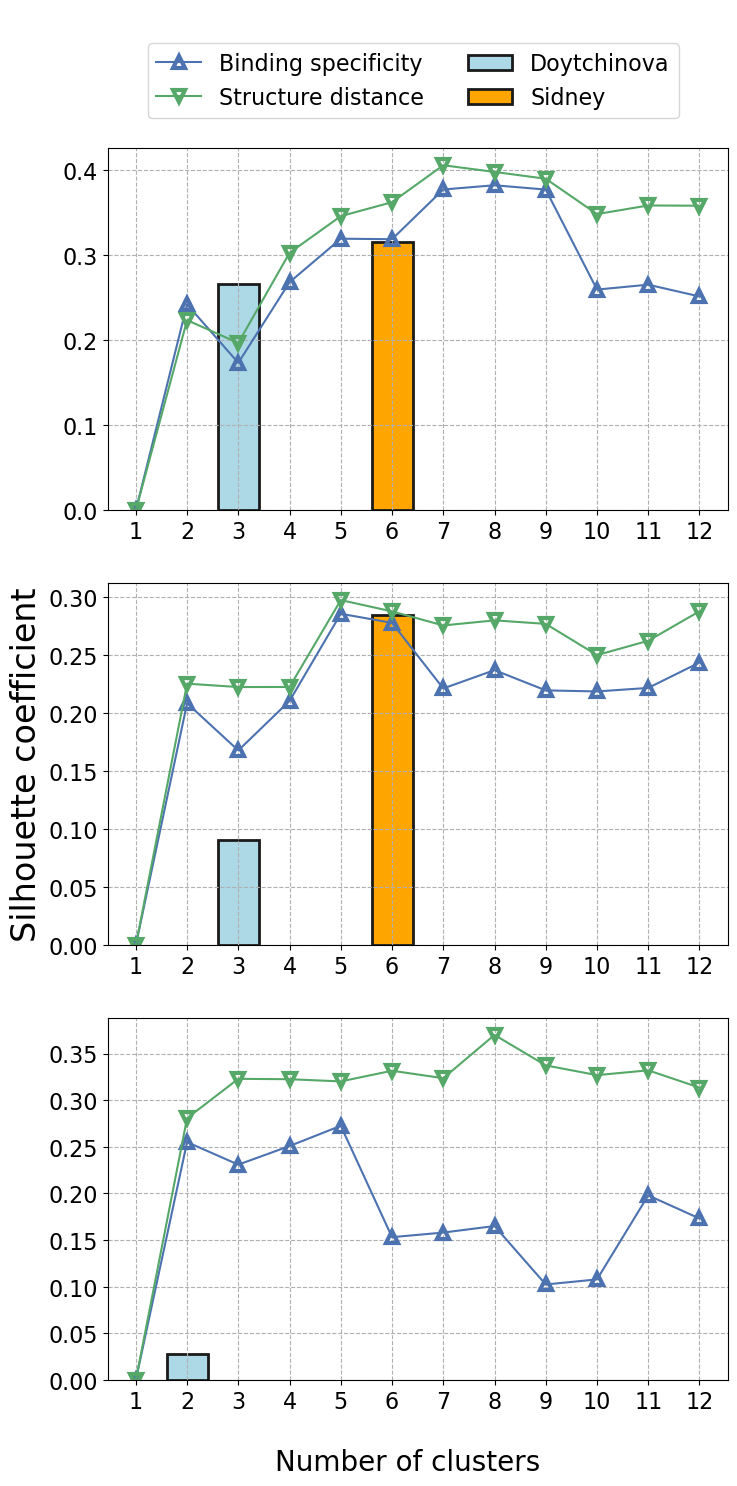 Binding specificity
Structure distance
Doytchinova
Sidney
0.4
0.3
0.2
0.1
0.0
1 2 3 4 5 6 7 8 9 10 11 12
Silhouette coefficient
0.30
0.25
0.20
0.15
0.10
0.05
0.00
1 2 3 4 5 6 7 8 9 10 11 12
0.35
0.30
0.25
0.20
0.15
0.10
0.05
0.00
1 2 3 4 5 6 7 8 9 10 11 12
Number of clusters